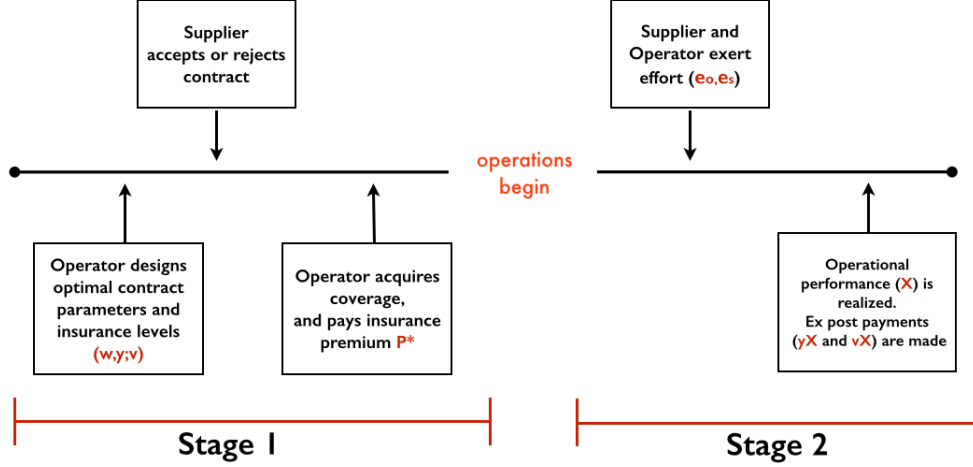 Supplier
accepts or rejects
contract
Supplier and
Operator exert
effort (eo,es)
operations
begin
Operator designs
optimal contract
parameters and
insurance levels
(w,y;v)
Operator acquires
coverage,
and pays insurance
premium P*
Operational
performance (X) is
realized.
Ex post payments
(yX and vX) are made
Stage 1
Stage 2